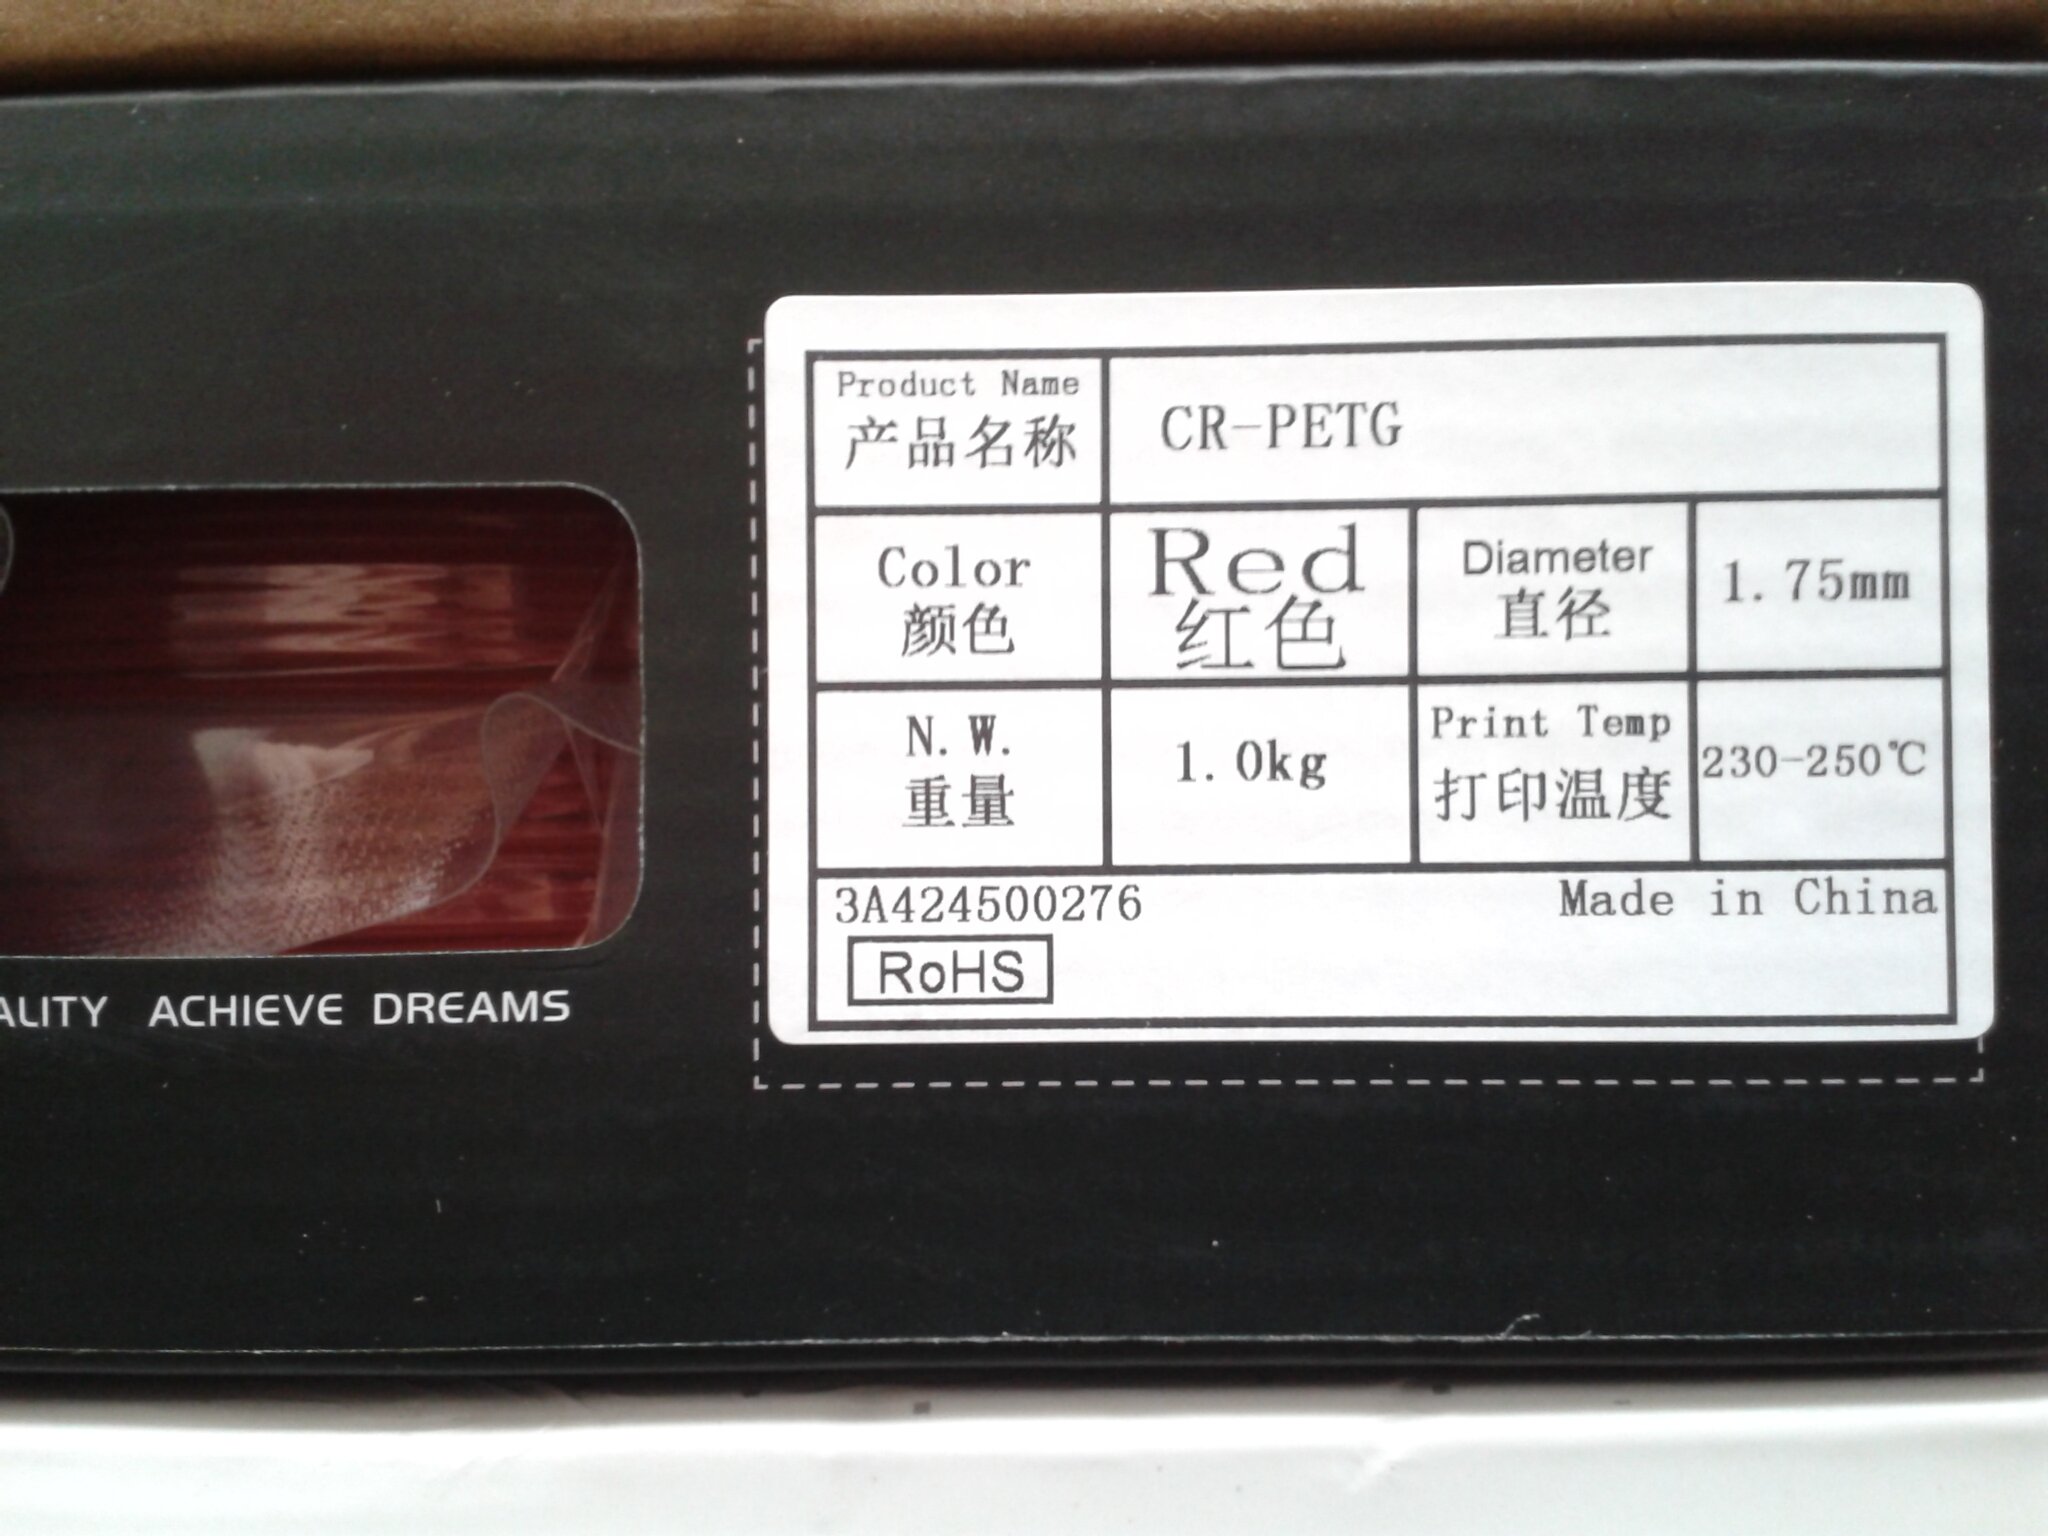 Product Name
产品名称
CR-PETG
Color
颜色
Red
红色
Diameter
直径
1.75mm
N.W.
重量
1.0kg
Print Temp
打印温度
230-250℃
3A424500276
Made in China
RoHS
ALITY ACHIEVE DREAMS